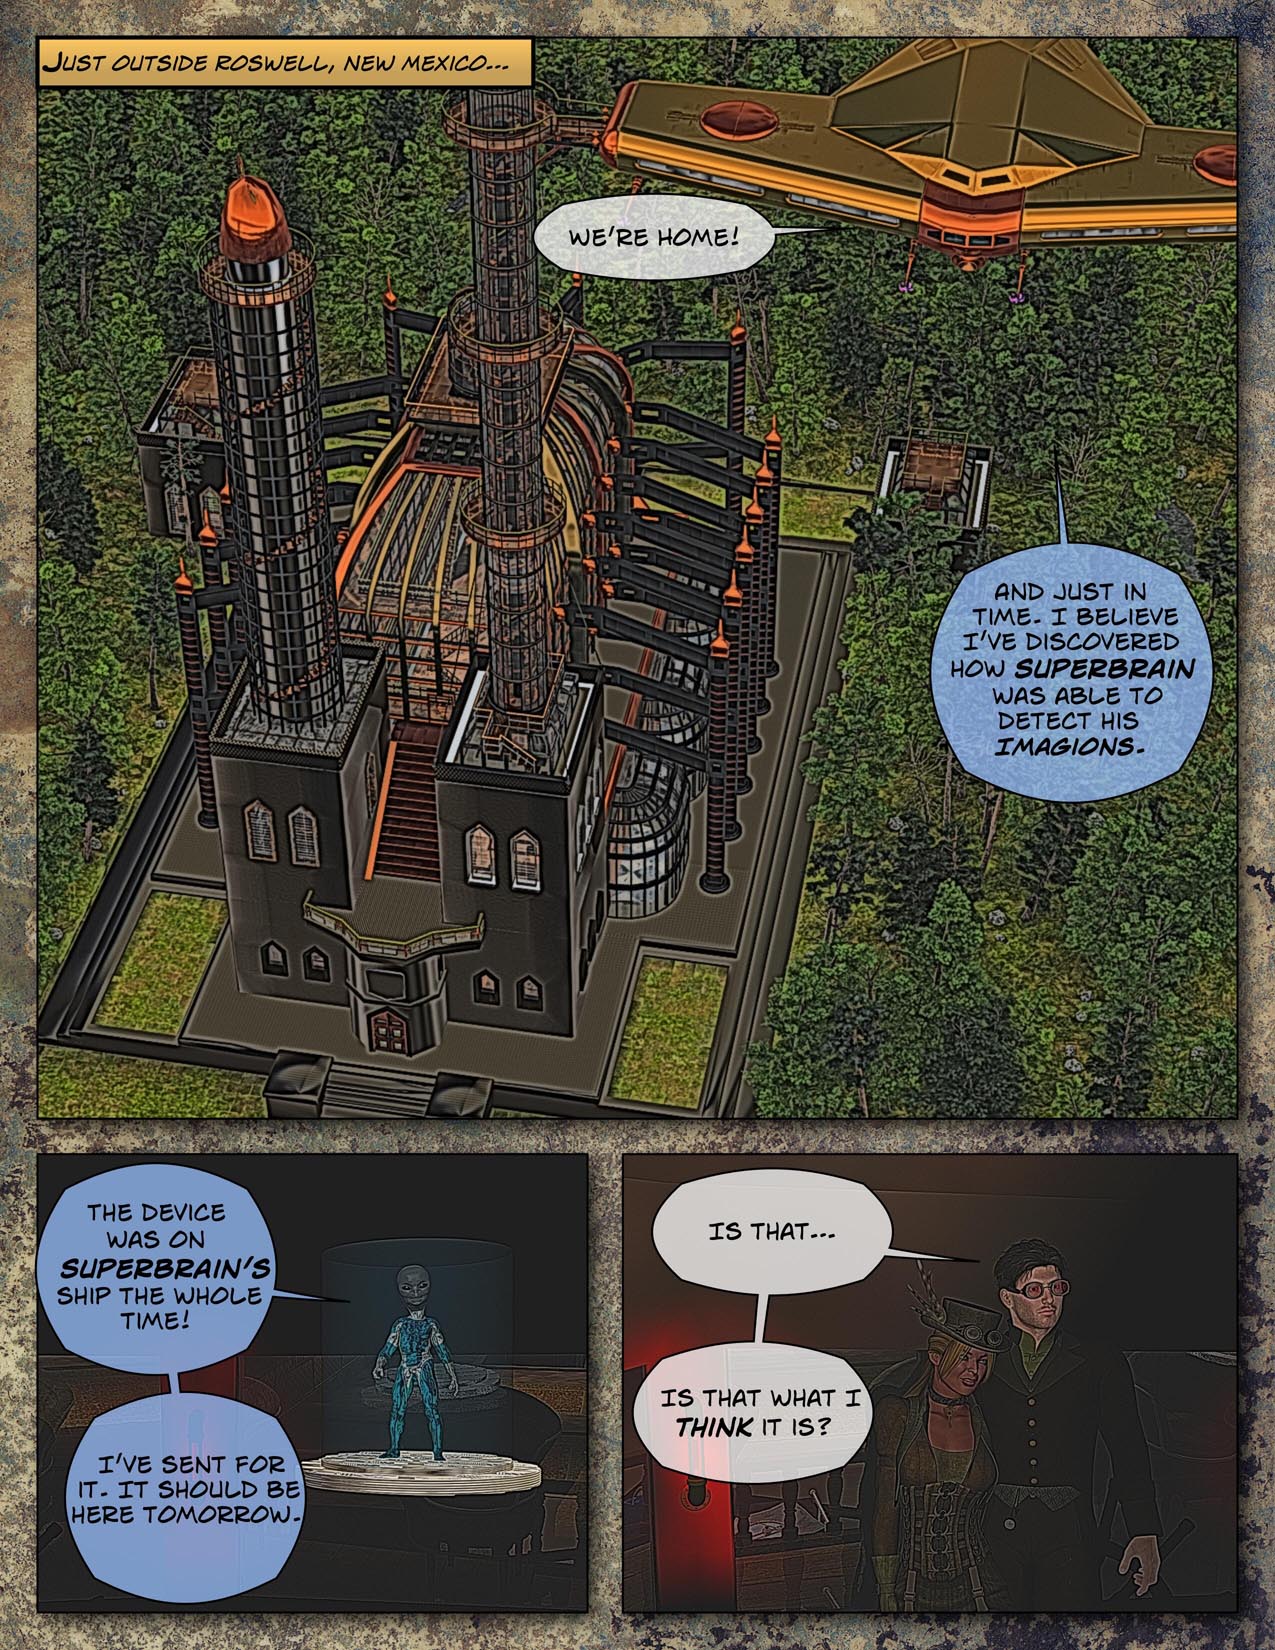 JUST OUTSIDE ROSWELL, NEW MEXICO...
WE'RE HOME!
AND JUST IN
TIME. I BELIEVE
I'VE DISCOVERED
HOW SUPERBRAIN
WAS ABLE TO
DETECT HIS
IMAGIONS.
THE DEVICE
WAS ON
SUPERBRAIN'S
SHIP THE WHOLE
TIME!
I'VE SENT FOR
IT. IT SHOULD BE
HERE TOMORROW.
IS THAT...
IS THAT WHAT I
THINK IT IS?